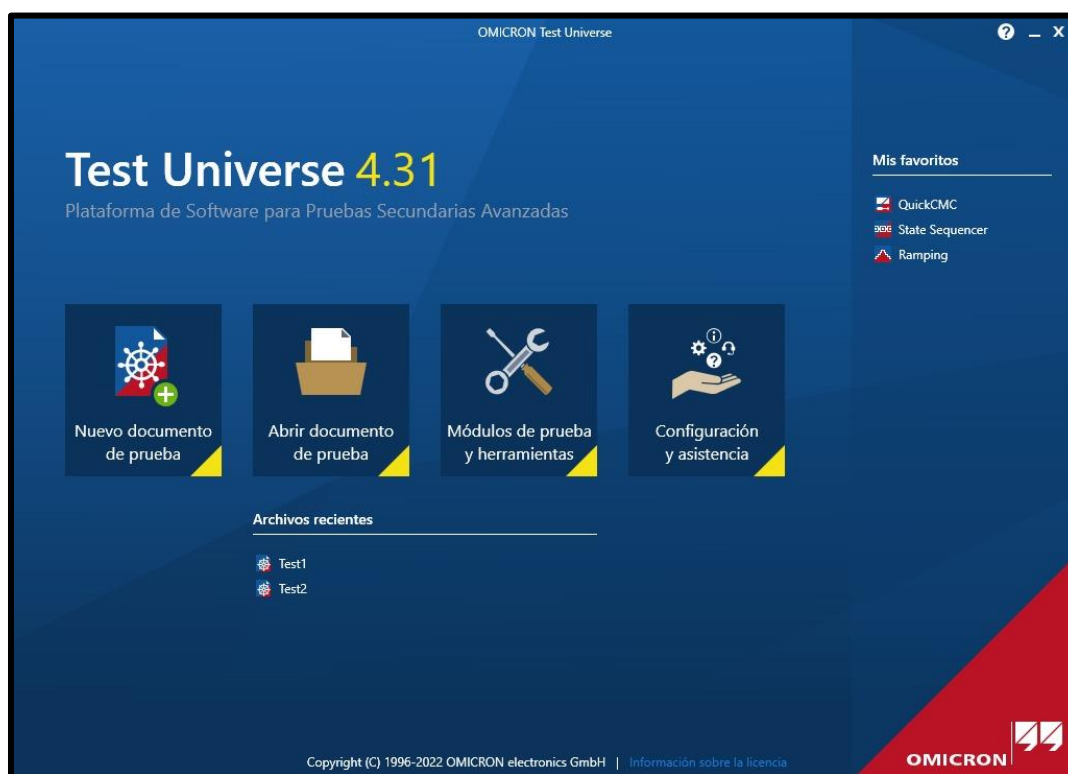 OMICRON Test Universe
Test Universe 4.31
Plataforma de Software para Pruebas Secundarias Avanzadas
Mis favoritos
QuickCMC
State Sequencer
Ramping
Nuevo documento
de prueba
Abrir documento
de prueba
Módulos de prueba
y herramientas
Configuración
y asistencia
Archivos recientes
Test1
Test2
Copyright (C) 1996-2022 OMICRON electronics GmbH | Información sobre la licencia
OMICRON